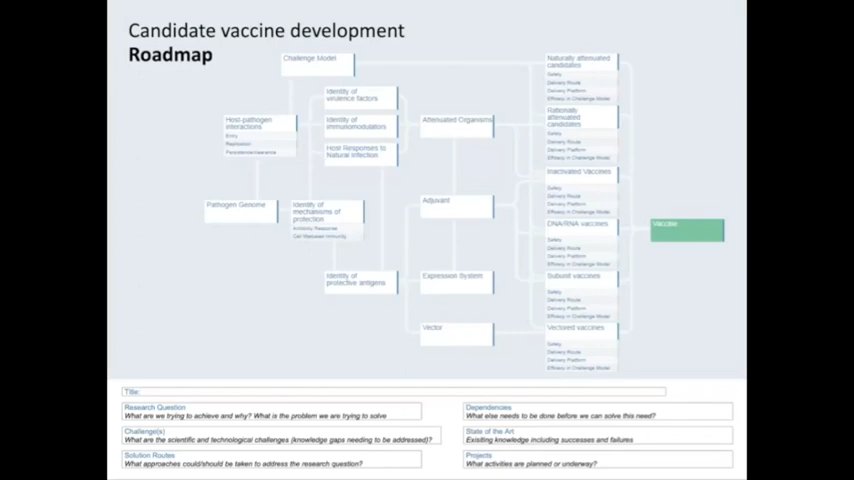 Candidate vaccine development
Roadmap
Challenge Model
Naturally attenuated
candidates
Safety
Delivery Route
Delivery Platform
Efficacy in Challenge Model
Identity of
virulence factors
Host-pathogen
interactions
Entry
Replication
Persistence/clearance
Identity of
immunomodulators
Attenuated Organisms
Rationally
attenuated
candidates
Safety
Delivery Route
Delivery Platform
Efficacy in Challenge Model
Host Responses to
Natural Infection
Inactivated Vaccines
Safety
Delivery Route
Delivery Platform
Efficacy in Challenge Model
Pathogen Genome
Identity of
mechanisms of
protection
Antibody Response
Cell Mediated Immunity
Adjuvant
DNA/RNA vaccines
Safety
Delivery Route
Delivery Platform
Efficacy in Challenge Model
Vaccine
Identity of
protective antigens
Expression System
Subunit vaccines
Safety
Delivery Route
Delivery Platform
Efficacy in Challenge Model
Vector
Vectored vaccines
Safety
Delivery Route
Delivery Platform
Efficacy in Challenge Model
Title:
Research Question
What are we trying to achieve and why? What is the problem we are trying to solve
Dependencies
What else needs to be done before we can solve this need?
Challenge(s)
What are the scientific and technological challenges (knowledge gaps needing to be addressed)?
State of the Art
Existing knowledge including successes and failures
Solution Routes
What approaches could/should be taken to address the research question?
Projects
What activities are planned or underway?